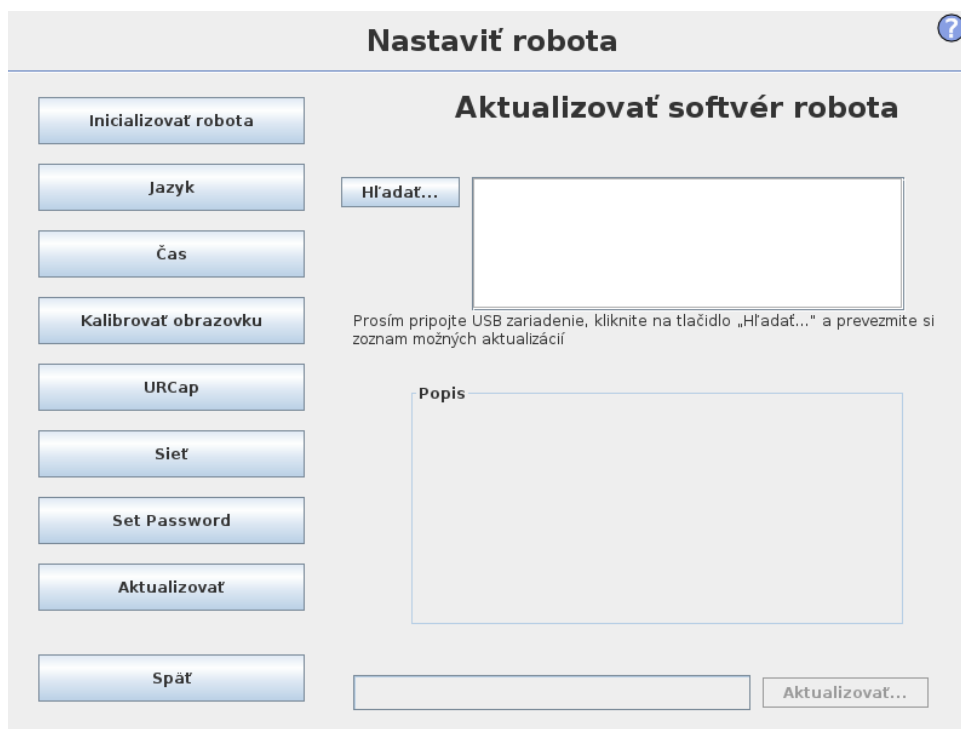 Nastaviť robota
?
Inicializovať robota
Jazyk
Čas
Kalibrovať obrazovku
URCap
Sieť
Set Password
Aktualizovať
Späť
Aktualizovať softvér robota
Hľadať...
Prosím pripojte USB zariadenie, kliknite na tlačidlo „Hľadať..." a prevezmite si
zoznam možných aktualizácií
Popis
Aktualizovať...